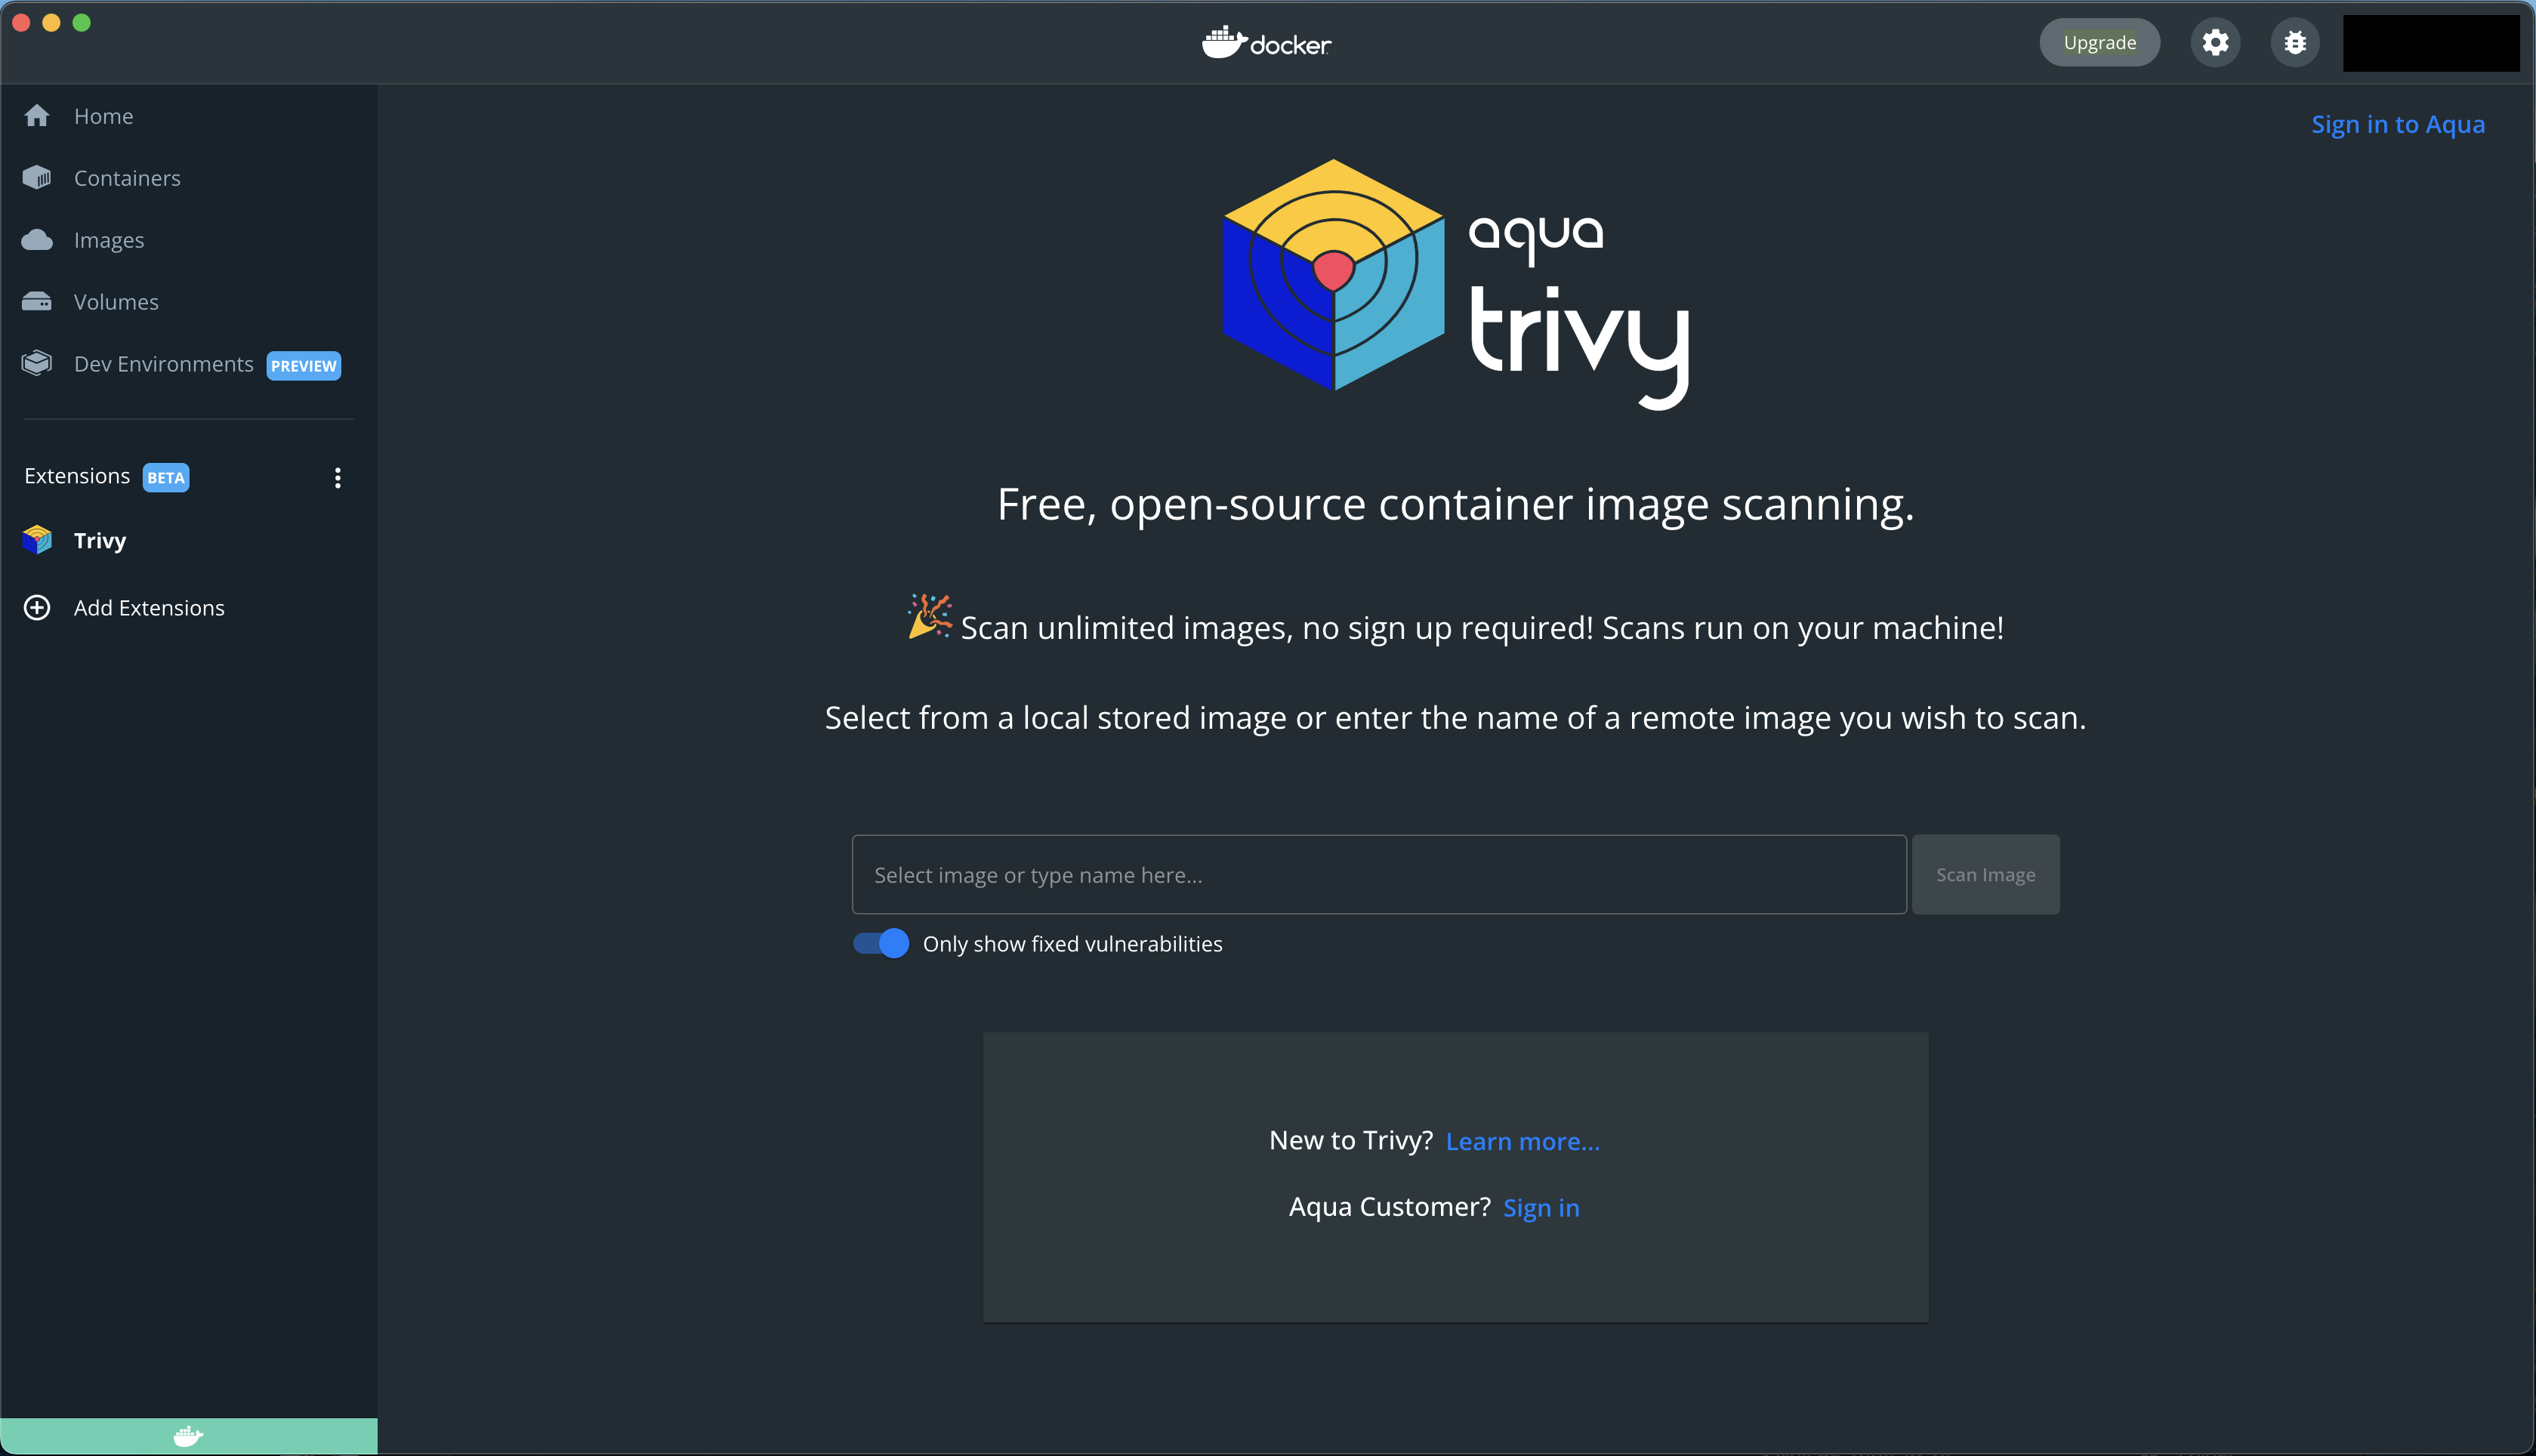 docker
Upgrade
Home
Containers
Images
Volumes
Dev Environments PREVIEW
Extensions BETA
Trivy
Add Extensions
Sign in to Aqua
aqua
trivy
Free, open-source container image scanning.
🎉 Scan unlimited images, no sign up required! Scans run on your machine!
Select from a local stored image or enter the name of a remote image you wish to scan.
Select image or type name here...
Scan Image
Only show fixed vulnerabilities
New to Trivy? Learn more...
Aqua Customer? Sign in